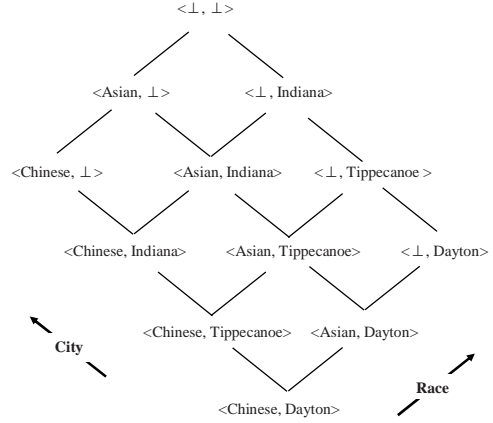 <⊥, ⊥>
<Asian, ⊥> <⊥, Indiana>
<Chinese, ⊥> <Asian, Indiana> <⊥, Tippecanoe >
<Chinese, Indiana> <Asian, Tippecanoe> <⊥, Dayton>
<Chinese, Tippecanoe> <Asian, Dayton>
City
Race
<Chinese, Dayton>